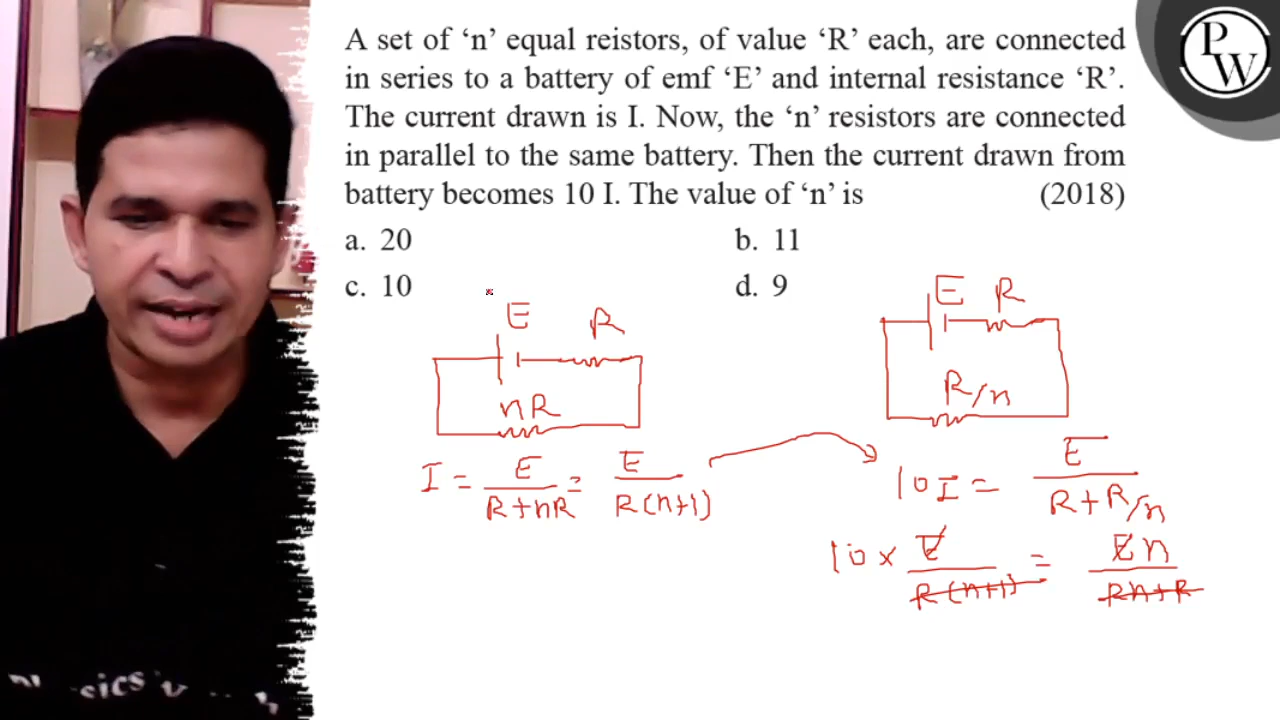 PW
A set of ‘n’ equal reistors, of value ‘R’ each, are connected
in series to a battery of emf ‘E’ and internal resistance ‘R’.
The current drawn is I. Now, the ‘n’ resistors are connected
in parallel to the same battery. Then the current drawn from
battery becomes 10 I. The value of ‘n’ is (2018)
a. 20 b. 11
c. 10 d. 9
E R
nR
I = E/(R+nR) = E/(R(n+1))
E R
R/n
10I = E/(R+R/n)
10 × E/(R(n+1)) = En/(Rn+R)